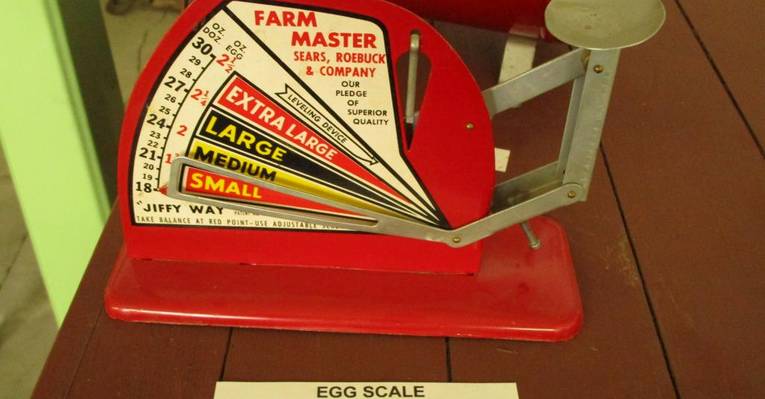 FARM
MASTER
SEARS, ROEBUCK
& COMPANY
OUR
PLEDGE
OF
SUPERIOR
QUALITY
OZ. DOZ.
OZ. EGG
30
29
28
27
26
25
24
23
22
21
20
19
18
2½
2¼
2
LEVELING DEVICE
EXTRA LARGE
LARGE
MEDIUM
SMALL
"JIFFY WAY"
TAKE BALANCE AT RED POINT-USE ADJUSTABLE
EGG SCALE